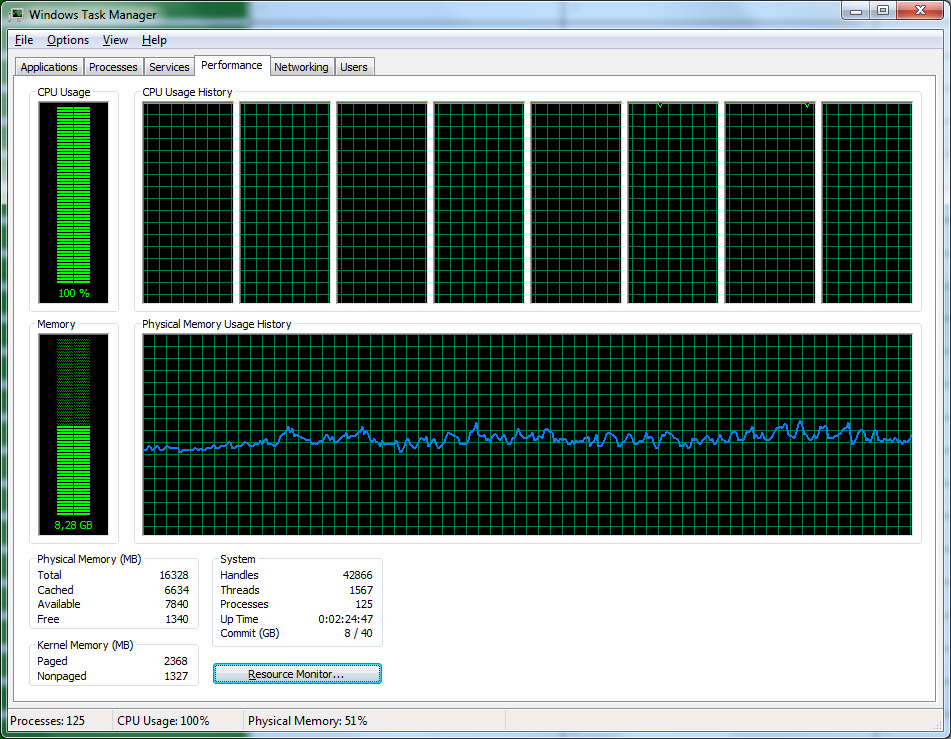 Windows Task Manager
File Options View Help
Applications Processes Services Performance Networking Users
CPU Usage CPU Usage History
100 %
Memory Physical Memory Usage History
8,28 GB
Physical Memory (MB)
Total 16328
Cached 6634
Available 7840
Free 1340
Kernel Memory (MB)
Paged 2368
Nonpaged 1327
System
Handles 42866
Threads 1567
Processes 125
Up Time 0:02:24:47
Commit (GB) 8 / 40
Resource Monitor...
Processes: 125 CPU Usage: 100% Physical Memory: 51%